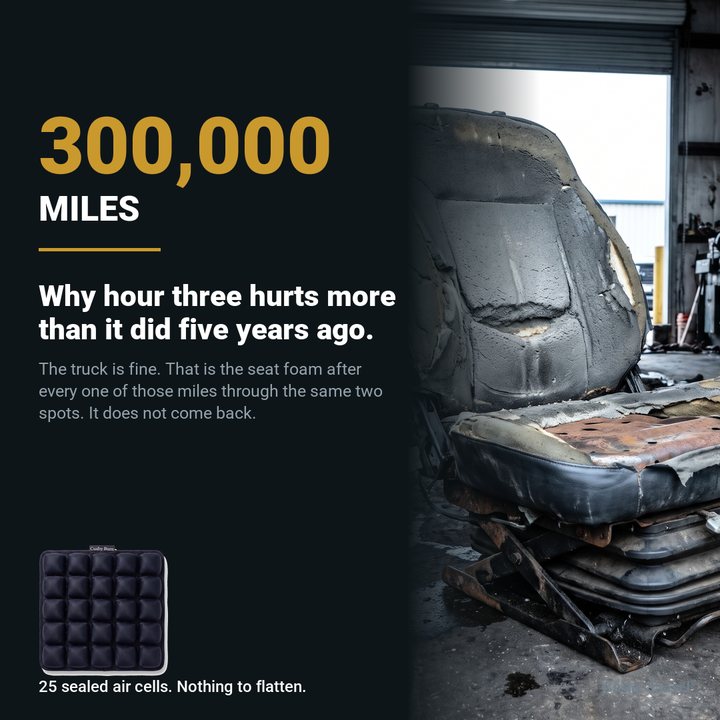 300,000
MILES
Why hour three hurts more
than it did five years ago.
The truck is fine. That is the seat foam after
every one of those miles through the same two
spots. It does not come back.
25 sealed air cells. Nothing to flatten.